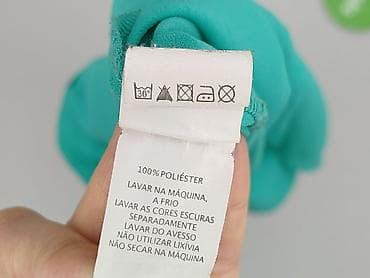 30°
100% POLIÉSTER
LAVAR NA MÁQUINA,
A FRIO
LAVAR AS CORES ESCURAS
SEPARADAMENTE
LAVAR DO AVESSO
NÃO UTILIZAR LIXÍVIA
NÃO SECAR NA MÁQUINA